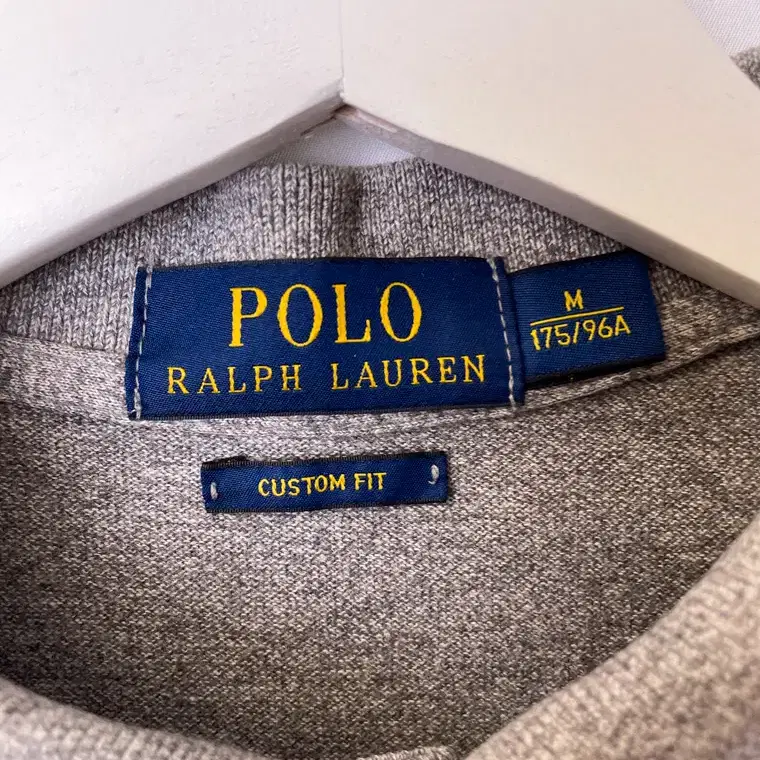 POLO
RALPH LAUREN
M
175/96A
CUSTOM FIT